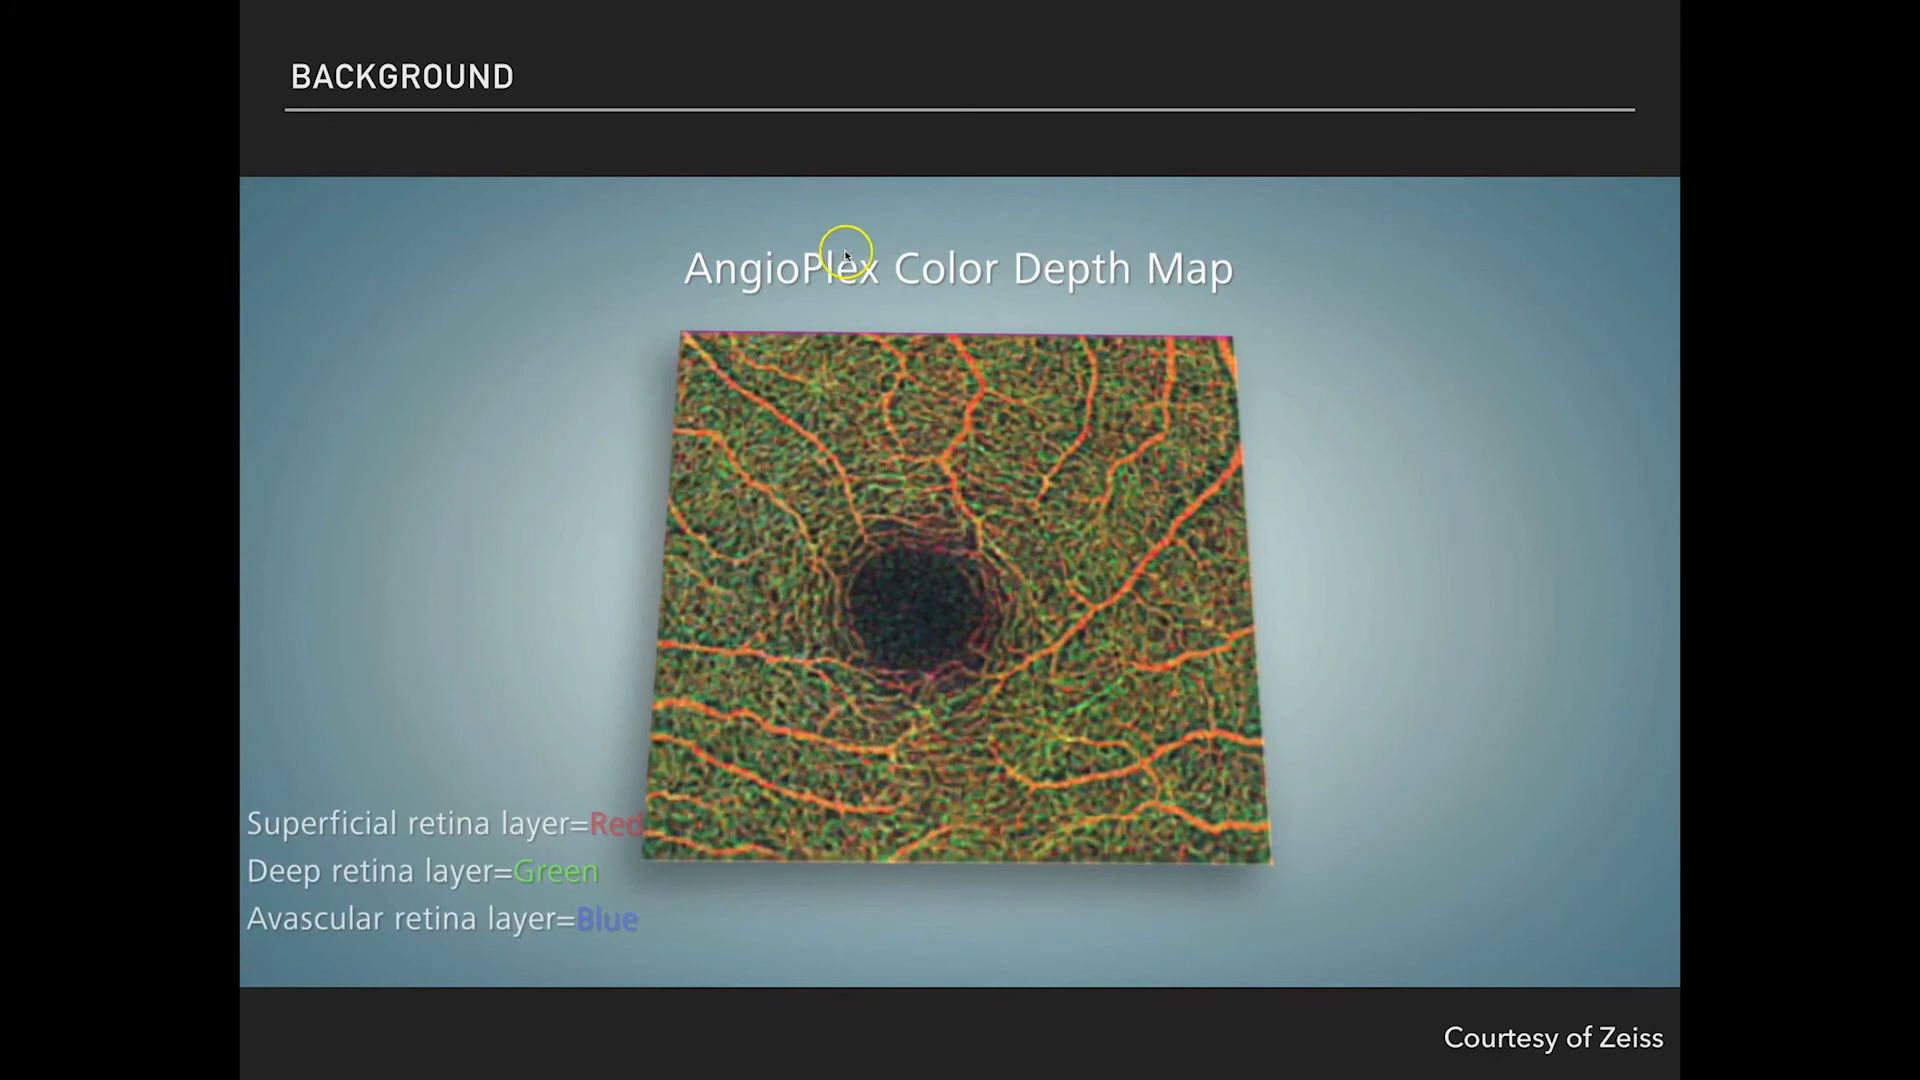 BACKGROUND
AngioPlex Color Depth Map
Superficial retina layer=Red
Deep retina layer=Green
Avascular retina layer=Blue
Courtesy of Zeiss